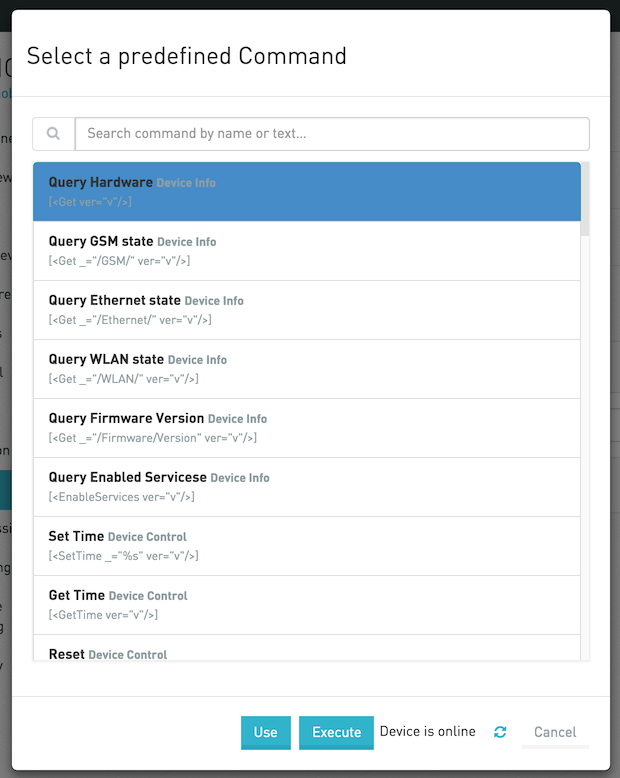 Select a predefined Command
Search command by name or text...
Query Hardware Device Info
[<Get ver="v"/>]
Query GSM state Device Info
[<Get _="/GSM/" ver="v"/>]
Query Ethernet state Device Info
[<Get _="/Ethernet/" ver="v"/>]
Query WLAN state Device Info
[<Get _="/WLAN/" ver="v"/>]
Query Firmware Version Device Info
[<Get _="/Firmware/Version" ver="v"/>]
Query Enabled Servicese Device Info
[<EnableServices ver="v"/>]
Set Time Device Control
[<SetTime _="%s" ver="v"/>]
Get Time Device Control
[<GetTime ver="v"/>]
Reset Device Control
Use Execute Device is online Cancel